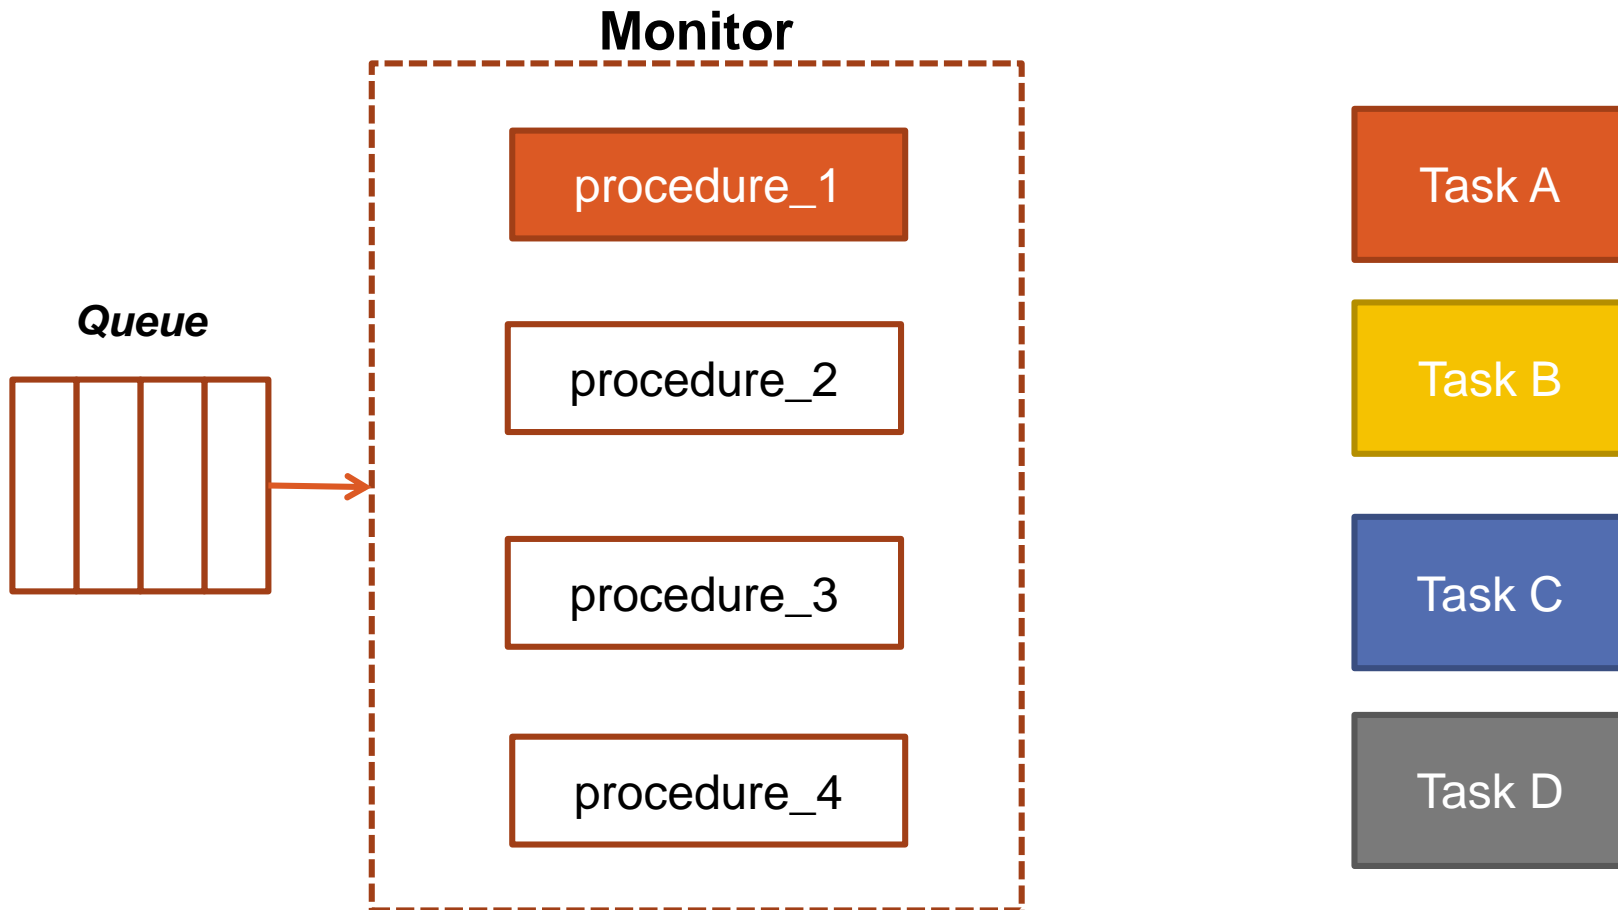 Monitor
procedure_1
Task A
Queue
procedure_2
Task B
procedure_3
Task C
procedure_4
Task D